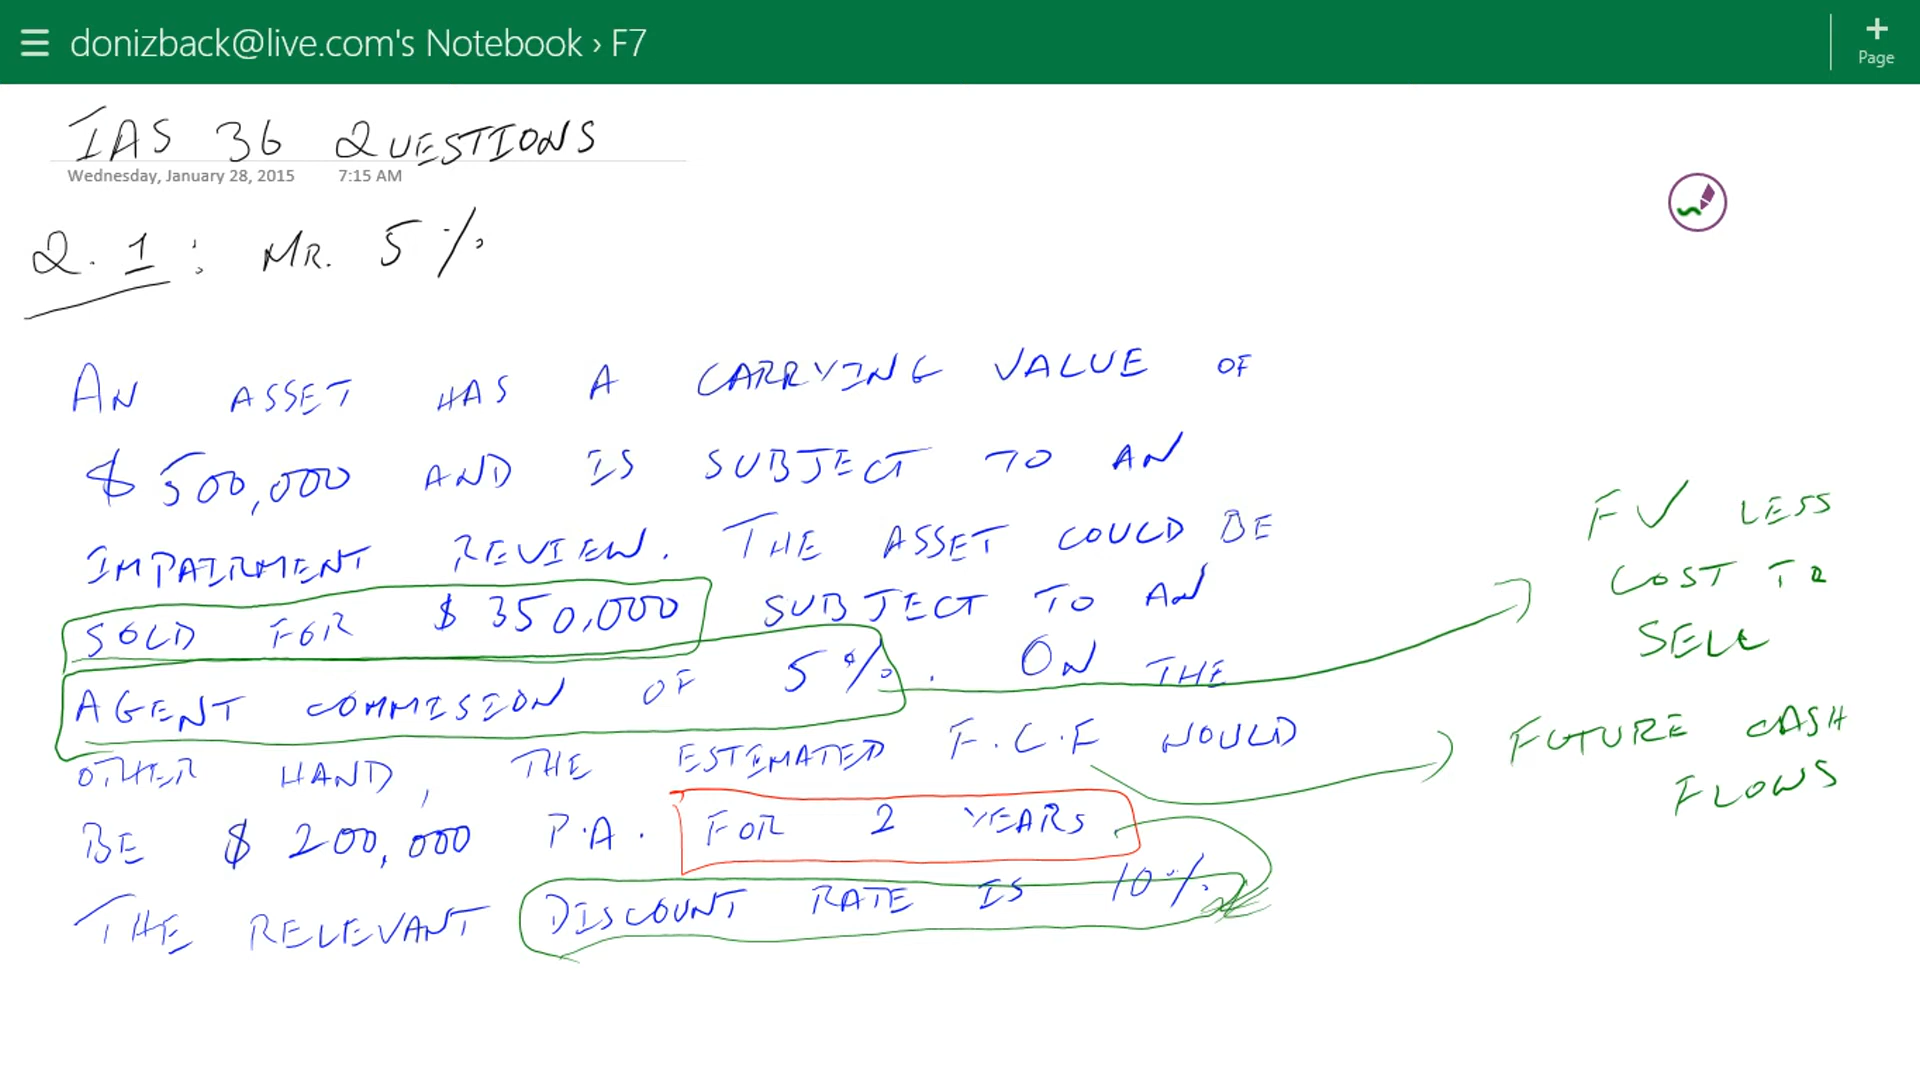 donizback@live.com's Notebook › F7
+
Page
IAS 36 QUESTIONS
Wednesday, January 28, 2015 7:15 AM
Q. 1 : MR. 5%
AN ASSET HAS A CARRYING VALUE OF
$ 500,000 AND IS SUBJECT TO AN
IMPAIRMENT REVIEW. THE ASSET COULD BE
SOLD FOR $ 350,000 SUBJECT TO AN
AGENT COMMISION OF 5%. ON THE
OTHER HAND, THE ESTIMATED F.C.F WOULD
BE $ 200,000 P.A. FOR 2 YEARS
THE RELEVANT DISCOUNT RATE IS 10%
FV LESS
COST TO
SELL
FUTURE CASH
FLOWS